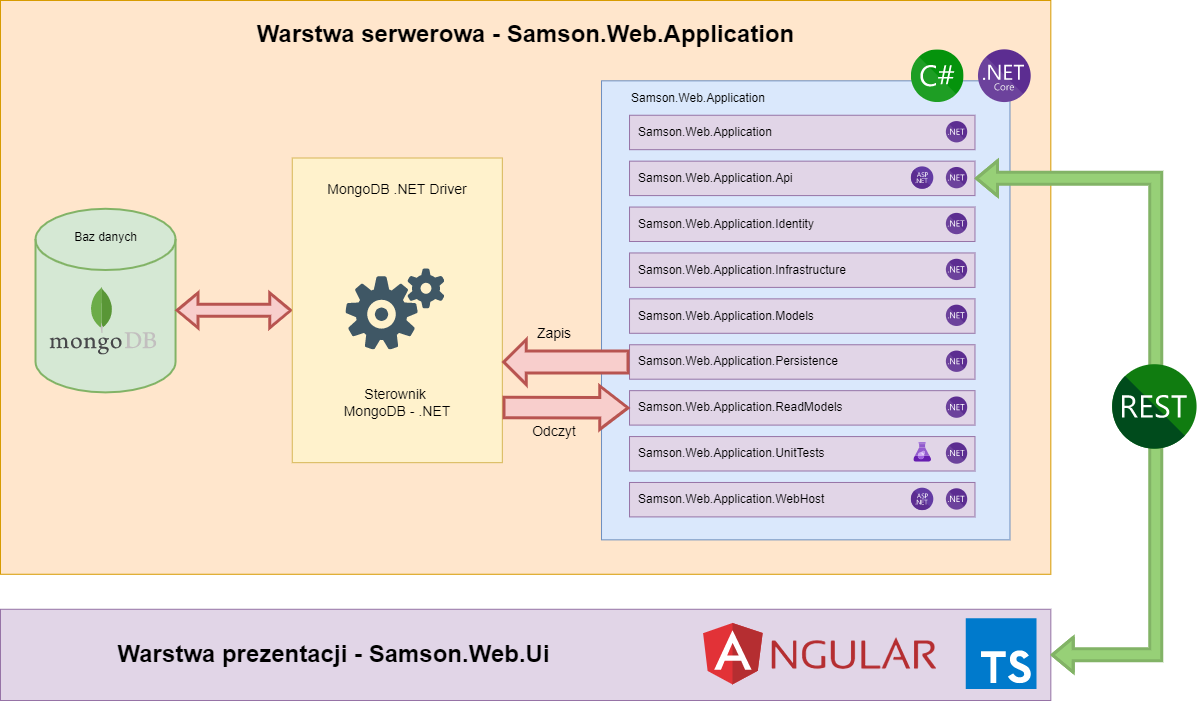 Warstwa serwerowa - Samson.Web.Application
C#
.NET
Core
Samson.Web.Application
Samson.Web.Application
.NET
Samson.Web.Application.Api
ASP
.NET
.NET
Samson.Web.Application.Identity
.NET
Samson.Web.Application.Infrastructure
.NET
Samson.Web.Application.Models
.NET
Samson.Web.Application.Persistence
.NET
Samson.Web.Application.ReadModels
.NET
Samson.Web.Application.UnitTests
.NET
Samson.Web.Application.WebHost
ASP
.NET
.NET
MongoDB .NET Driver
Sterownik
MongoDB - .NET
Baz danych
mongoDB
Zapis
Odczyt
REST
Warstwa prezentacji - Samson.Web.Ui
ANGULAR
TS